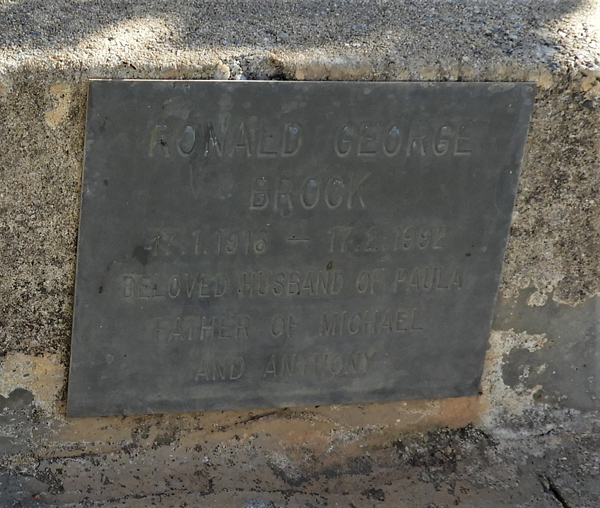 RONALD GEORGE
BROCK
17.1.1916 — 17.2.1992
BELOVED HUSBAND OF PAULA
FATHER OF MICHAEL
AND ANTHONY